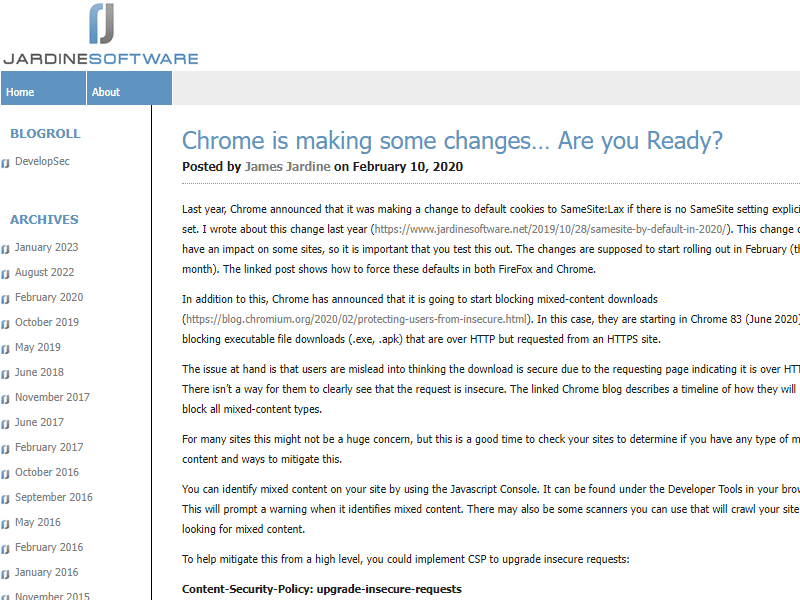 JARDINESOFTWARE
Home
About
BLOGROLL
DevelopSec
ARCHIVES
January 2023
August 2022
February 2020
October 2019
May 2019
June 2018
November 2017
June 2017
February 2017
October 2016
September 2016
May 2016
February 2016
January 2016
November 2015
Chrome is making some changes… Are you Ready?
Posted by James Jardine on February 10, 2020
Last year, Chrome announced that it was making a change to default cookies to SameSite:Lax if there is no SameSite setting
set. I wrote about this change last year (https://www.jardinesoftware.net/2019/10/28/samesite-by-default-in-2020/). This change
have an impact on some sites, so it is important that you test this out. The changes are supposed to start rolling out in February
month). The linked post shows how to force these defaults in both FireFox and Chrome.
In addition to this, Chrome has announced that it is going to start blocking mixed-content downloads
(https://blog.chromium.org/2020/02/protecting-users-from-insecure.html). In this case, they are starting in Chrome 83 (June 2020)
blocking executable file downloads (.exe, .apk) that are over HTTP but requested from an HTTPS site.
The issue at hand is that users are mislead into thinking the download is secure due to the requesting page indicating it is over
There isn't a way for them to clearly see that the request is insecure. The linked Chrome blog describes a timeline of how they will
block all mixed-content types.
For many sites this might not be a huge concern, but this is a good time to check your sites to determine if you have any type of
content and ways to mitigate this.
You can identify mixed content on your site by using the Javascript Console. It can be found under the Developer Tools in your
This will prompt a warning when it identifies mixed content. There may also be some scanners you can use that will crawl your site
looking for mixed content.
To help mitigate this from a high level, you could implement CSP to upgrade insecure requests:
Content-Security-Policy: upgrade-insecure-requests